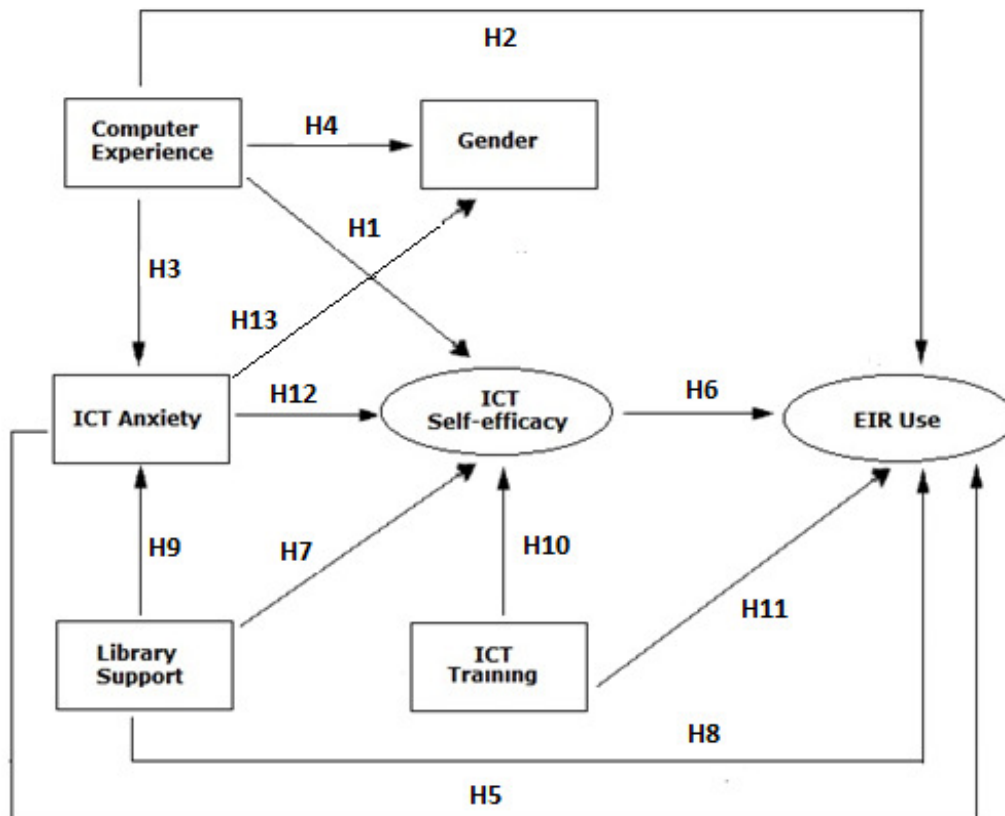 H2
Computer
Experience
H4
Gender
H1
H3
H13
ICT Anxiety
H12
ICT
Self-efficacy
H6
EIR Use
H9
H7
H10
H11
Library
Support
ICT
Training
H8
H5